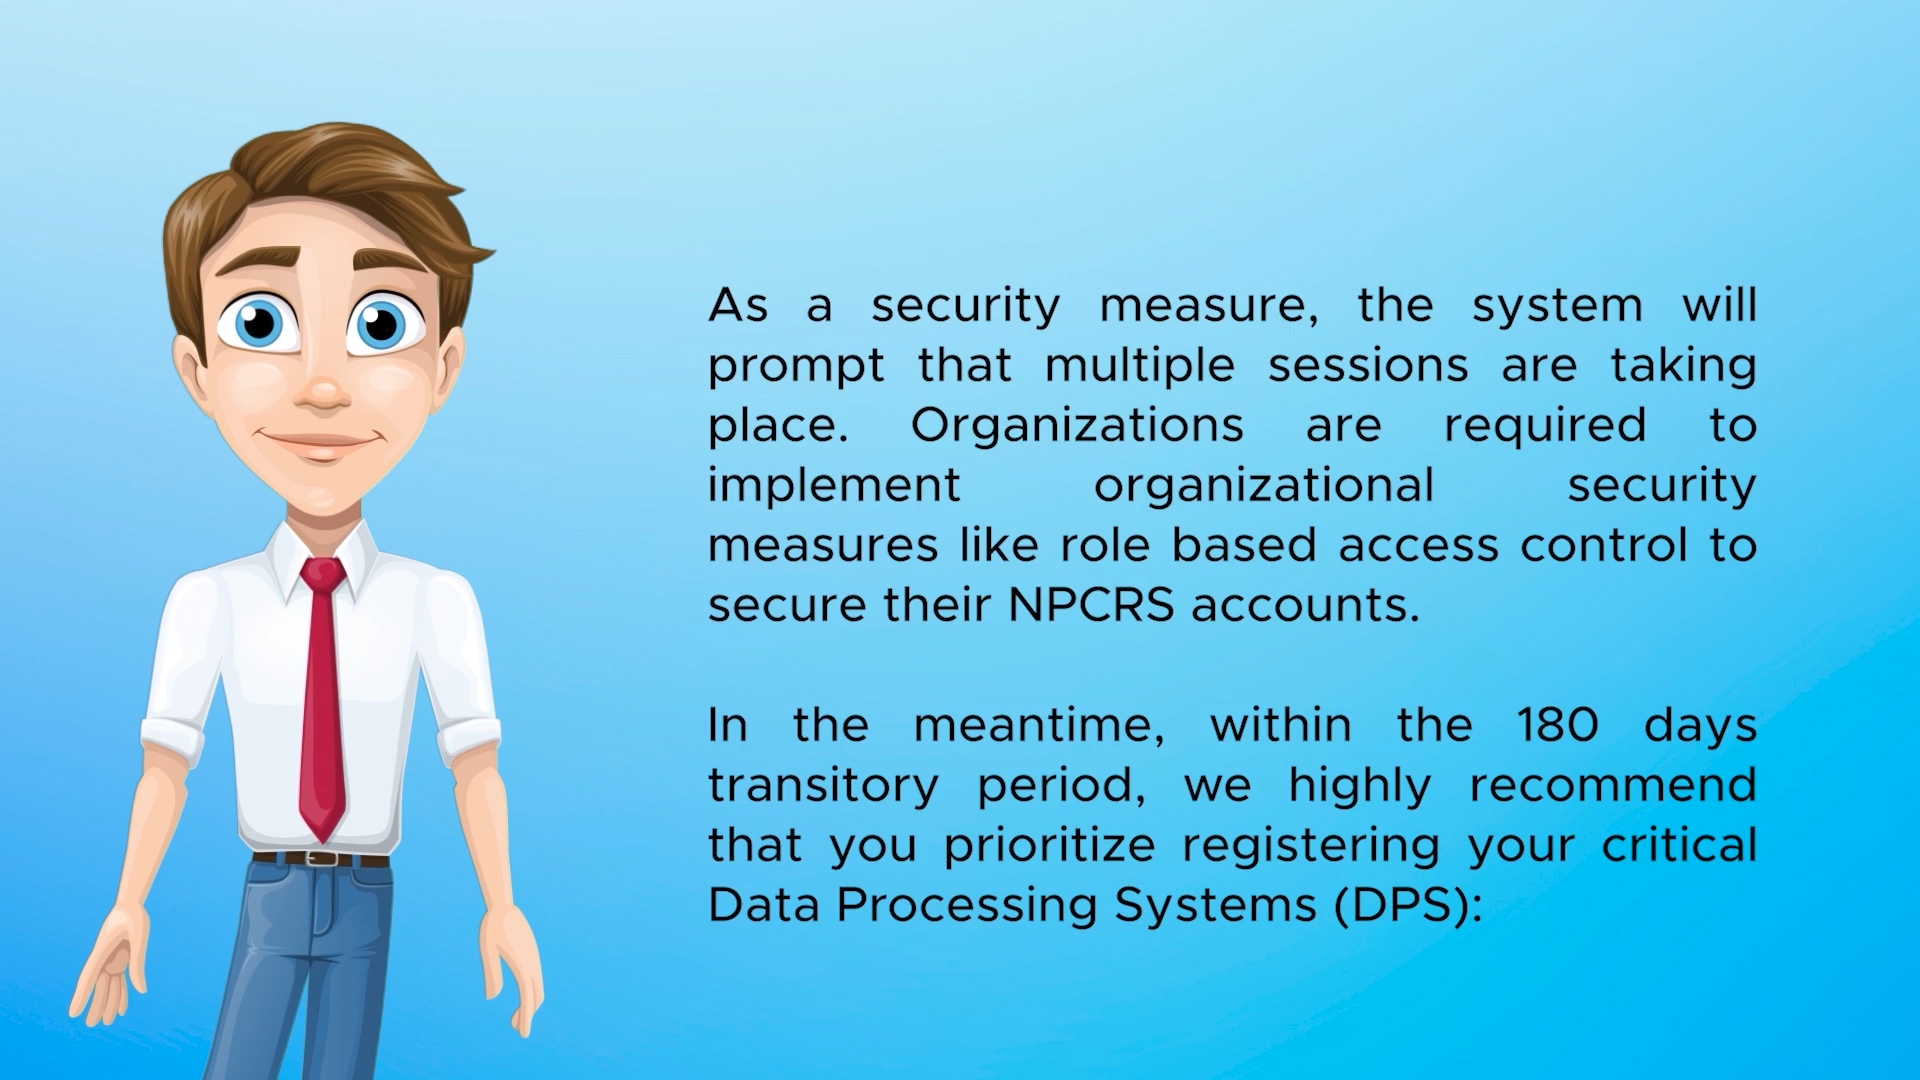 As a security measure, the system will
prompt that multiple sessions are taking
place. Organizations are required to
implement organizational security
measures like role based access control to
secure their NPCRS accounts.
In the meantime, within the 180 days
transitory period, we highly recommend
that you prioritize registering your critical
Data Processing Systems (DPS):